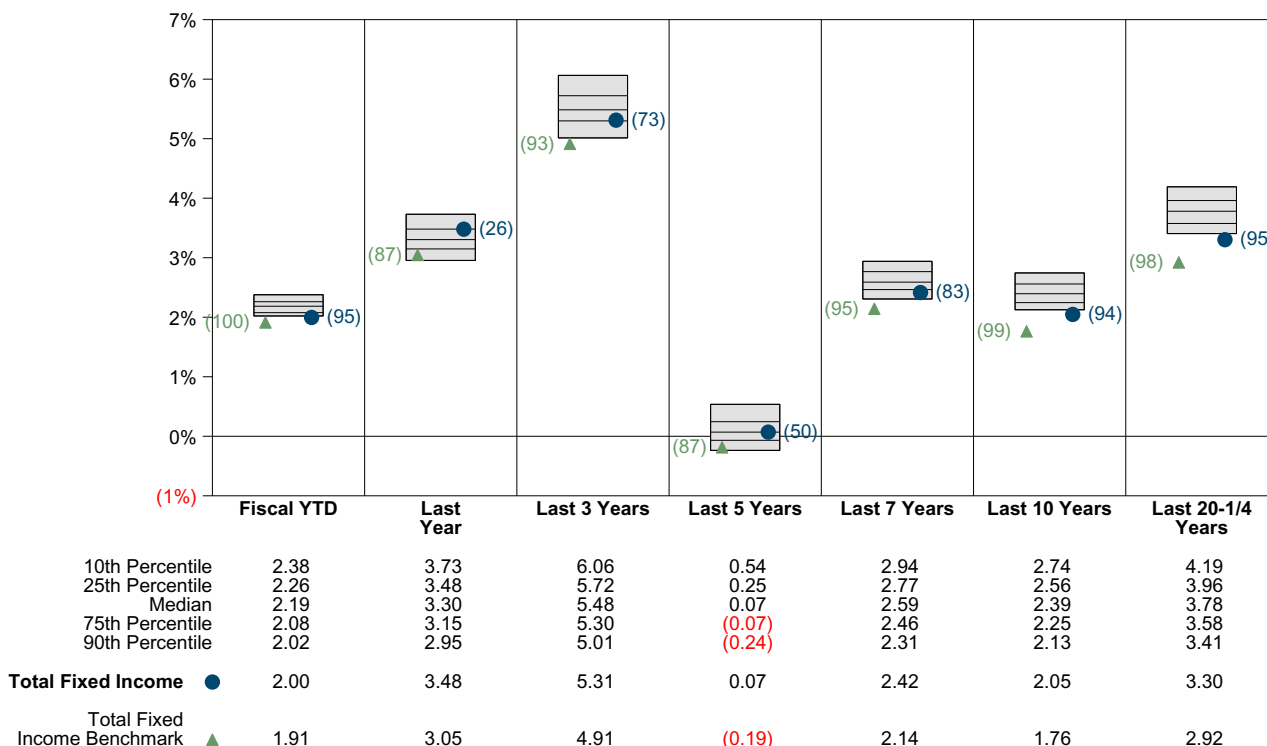 7%
6%
5%
4%
3%
2%
1%
0%
(1%)
(100) (95)
(87) (26)
(93) (73)
(87) (50)
(95) (83)
(99) (94)
(98) (95
Fiscal YTD Last Year Last 3 Years Last 5 Years Last 7 Years Last 10 Years Last 20-1/4 Years
10th Percentile 2.38 3.73 6.06 0.54 2.94 2.74 4.19
25th Percentile 2.26 3.48 5.72 0.25 2.77 2.56 3.96
Median 2.19 3.30 5.48 0.07 2.59 2.39 3.78
75th Percentile 2.08 3.15 5.30 (0.07) 2.46 2.25 3.58
90th Percentile 2.02 2.95 5.01 (0.24) 2.31 2.13 3.41
Total Fixed Income 2.00 3.48 5.31 0.07 2.42 2.05 3.30
Total Fixed
Income Benchmark 1.91 3.05 4.91 (0.19) 2.14 1.76 2.92